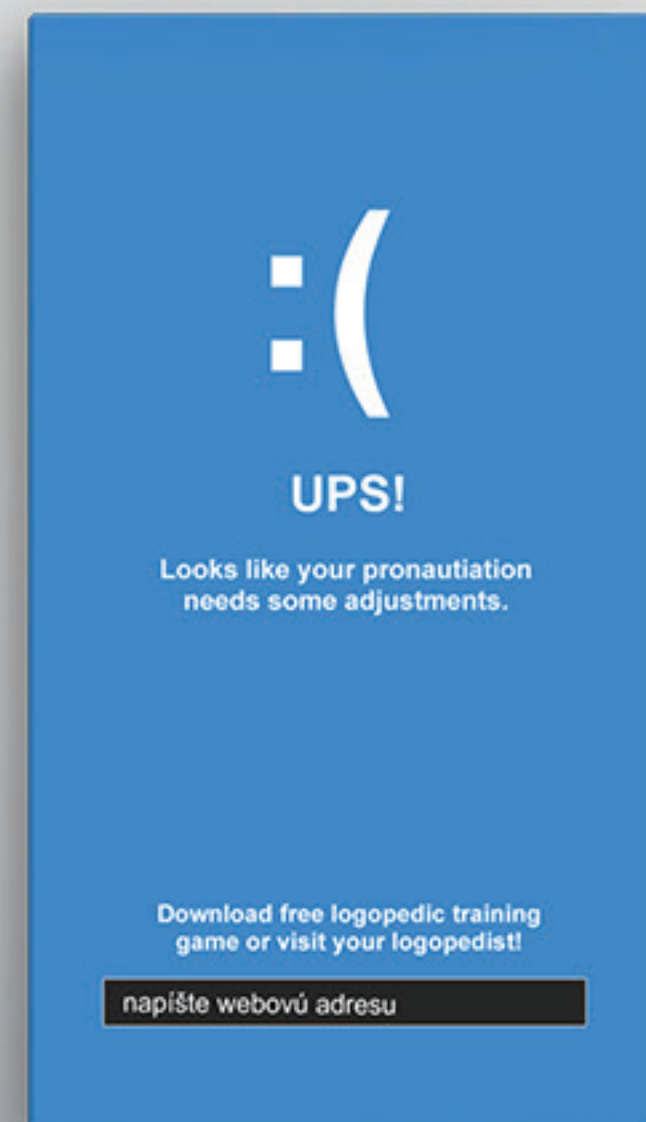 :(
UPS!
Looks like your pronautiation
needs some adjustments.
Download free logopedic training
game or visit your logopedist!
napíšte webovú adresu